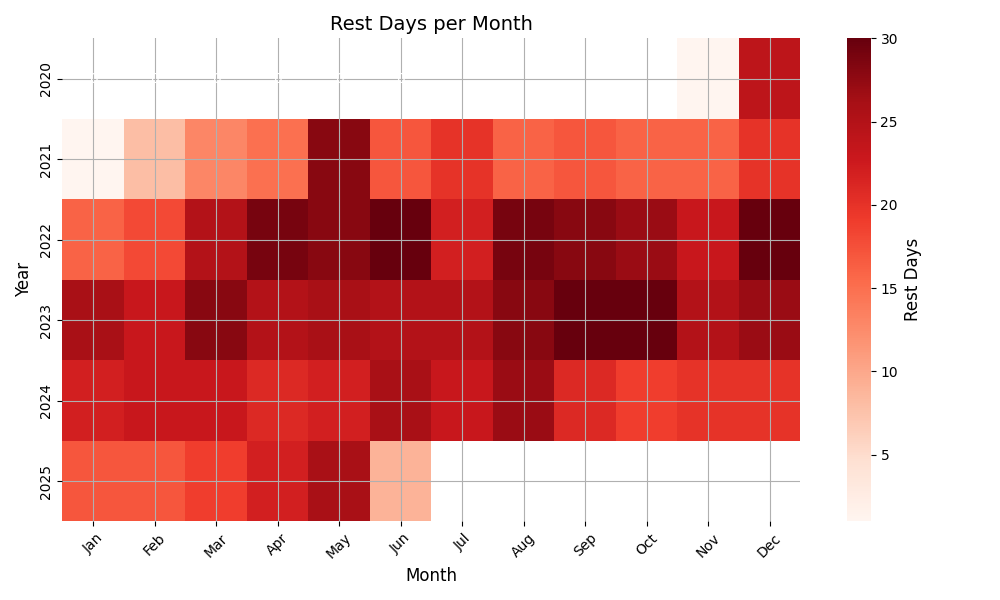 Rest Days per Month
Year
2020
2021
2022
2023
2024
2025
Jan
Feb
Mar
Apr
May
Jun
Jul
Aug
Sep
Oct
Nov
Dec
Month
30
25
20
15
10
5
Rest Days